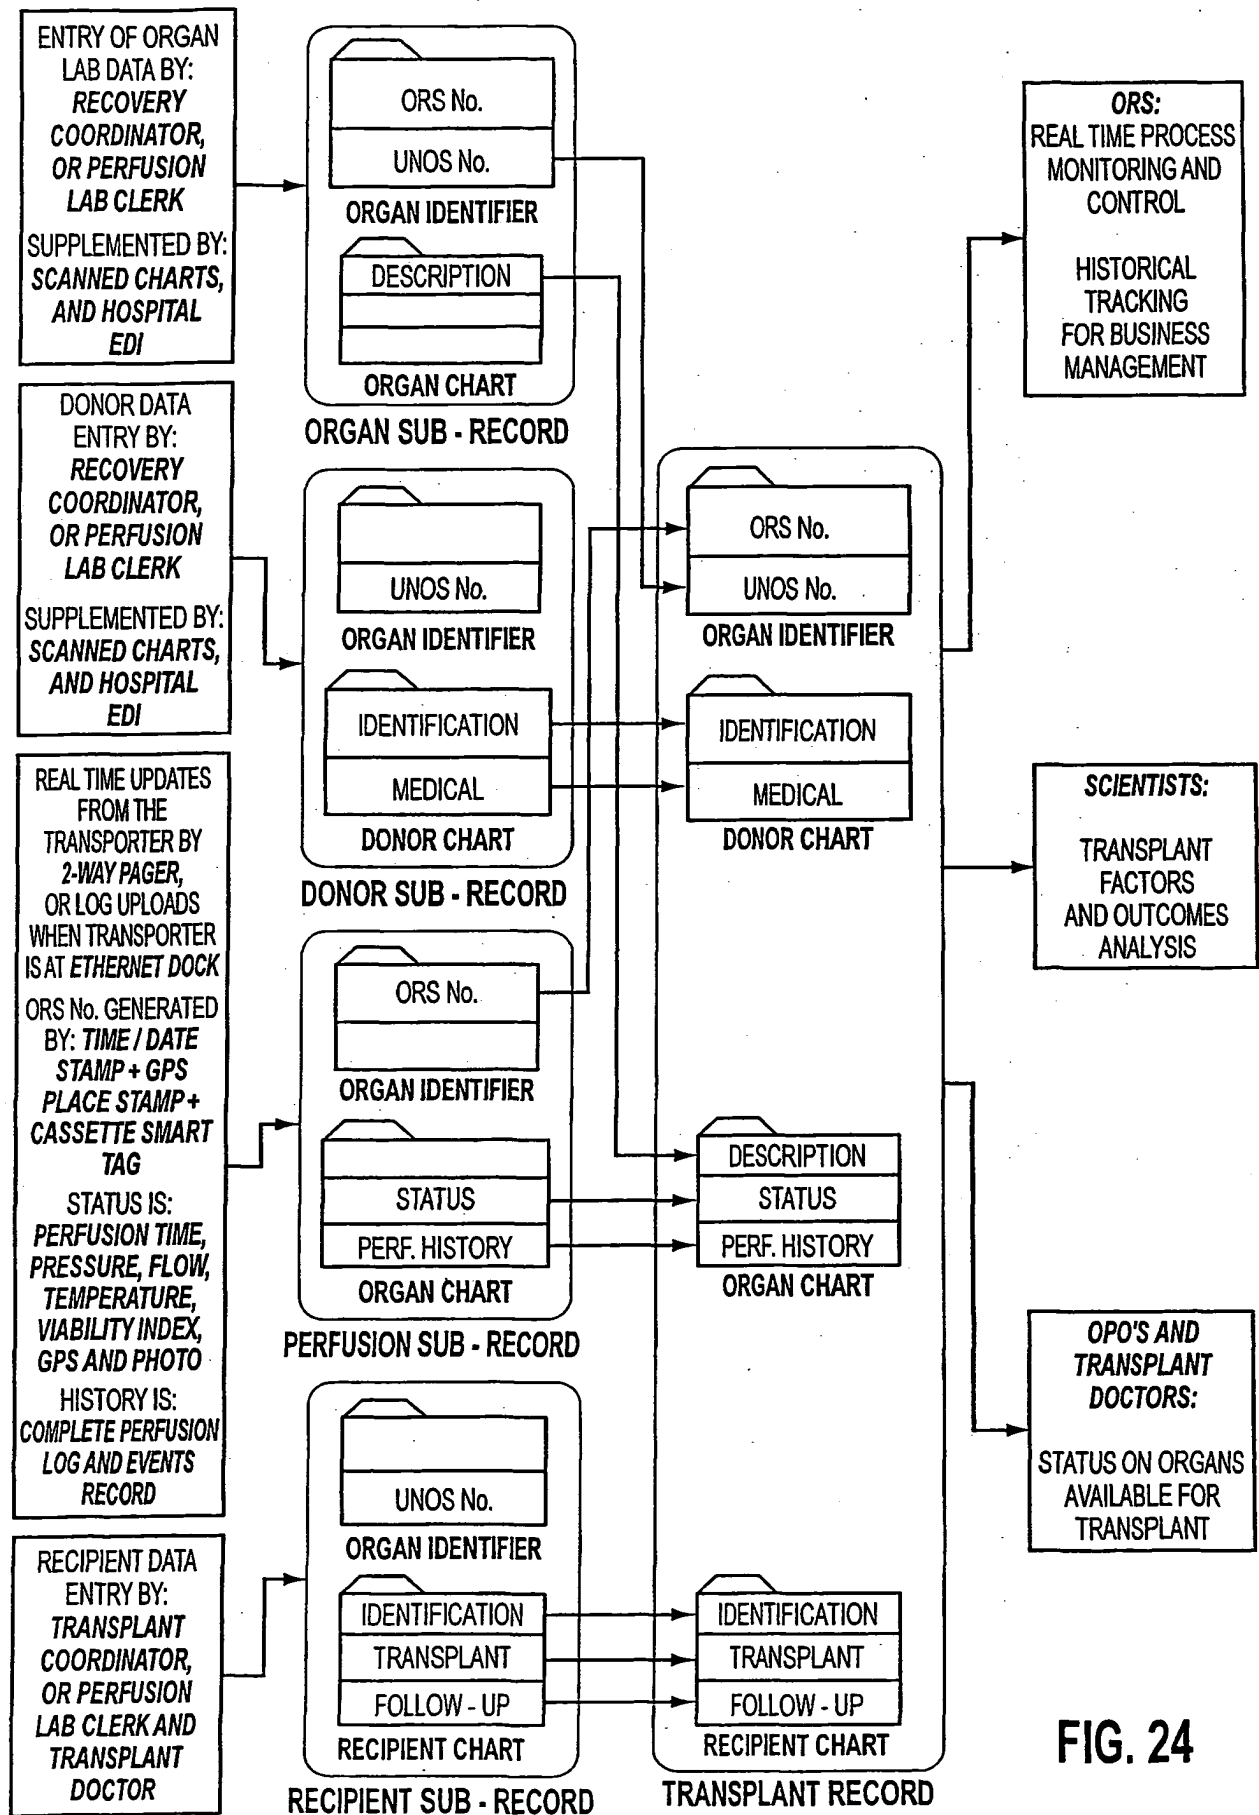 ENTRY OF ORGAN
LAB DATA BY:
RECOVERY
COORDINATOR,
OR PERFUSION
LAB CLERK
SUPPLEMENTED BY:
SCANNED CHARTS,
AND HOSPITAL
EDI
DONOR DATA
ENTRY BY:
RECOVERY
COORDINATOR,
OR PERFUSION
LAB CLERK
SUPPLEMENTED BY:
SCANNED CHARTS,
AND HOSPITAL
EDI
REAL TIME UPDATES
FROM THE
TRANSPORTER BY
2-WAY PAGER,
OR LOG UPLOADS
WHEN TRANSPORTER
IS AT ETHERNET DOCK
ORS No. GENERATED
BY: TIME / DATE
STAMP + GPS
PLACE STAMP +
CASSETTE SMART
TAG
STATUS IS:
PERFUSION TIME,
PRESSURE, FLOW,
TEMPERATURE,
VIABILITY INDEX,
GPS AND PHOTO
HISTORY IS:
COMPLETE PERFUSION
LOG AND EVENTS
RECORD
RECIPIENT DATA
ENTRY BY:
TRANSPLANT
COORDINATOR,
OR PERFUSION
LAB CLERK AND
TRANSPLANT
DOCTOR
ORS No.
UNOS No.
ORGAN IDENTIFIER
DESCRIPTION
ORGAN CHART
ORGAN SUB - RECORD
UNOS No.
ORGAN IDENTIFIER
IDENTIFICATION
MEDICAL
DONOR CHART
DONOR SUB - RECORD
ORS No.
ORGAN IDENTIFIER
STATUS
PERF. HISTORY
ORGAN CHART
PERFUSION SUB - RECORD
UNOS No.
ORGAN IDENTIFIER
IDENTIFICATION
TRANSPLANT
FOLLOW - UP
RECIPIENT CHART
RECIPIENT SUB - RECORD
ORS No.
UNOS No.
ORGAN IDENTIFIER
IDENTIFICATION
MEDICAL
DONOR CHART
DESCRIPTION
STATUS
PERF. HISTORY
ORGAN CHART
IDENTIFICATION
TRANSPLANT
FOLLOW - UP
RECIPIENT CHART
TRANSPLANT RECORD
ORS:
REAL TIME PROCESS
MONITORING AND
CONTROL
HISTORICAL
TRACKING
FOR BUSINESS
MANAGEMENT
SCIENTISTS:
TRANSPLANT
FACTORS
AND OUTCOMES
ANALYSIS
OPO'S AND
TRANSPLANT
DOCTORS:
STATUS ON ORGANS
AVAILABLE FOR
TRANSPLANT
FIG. 24